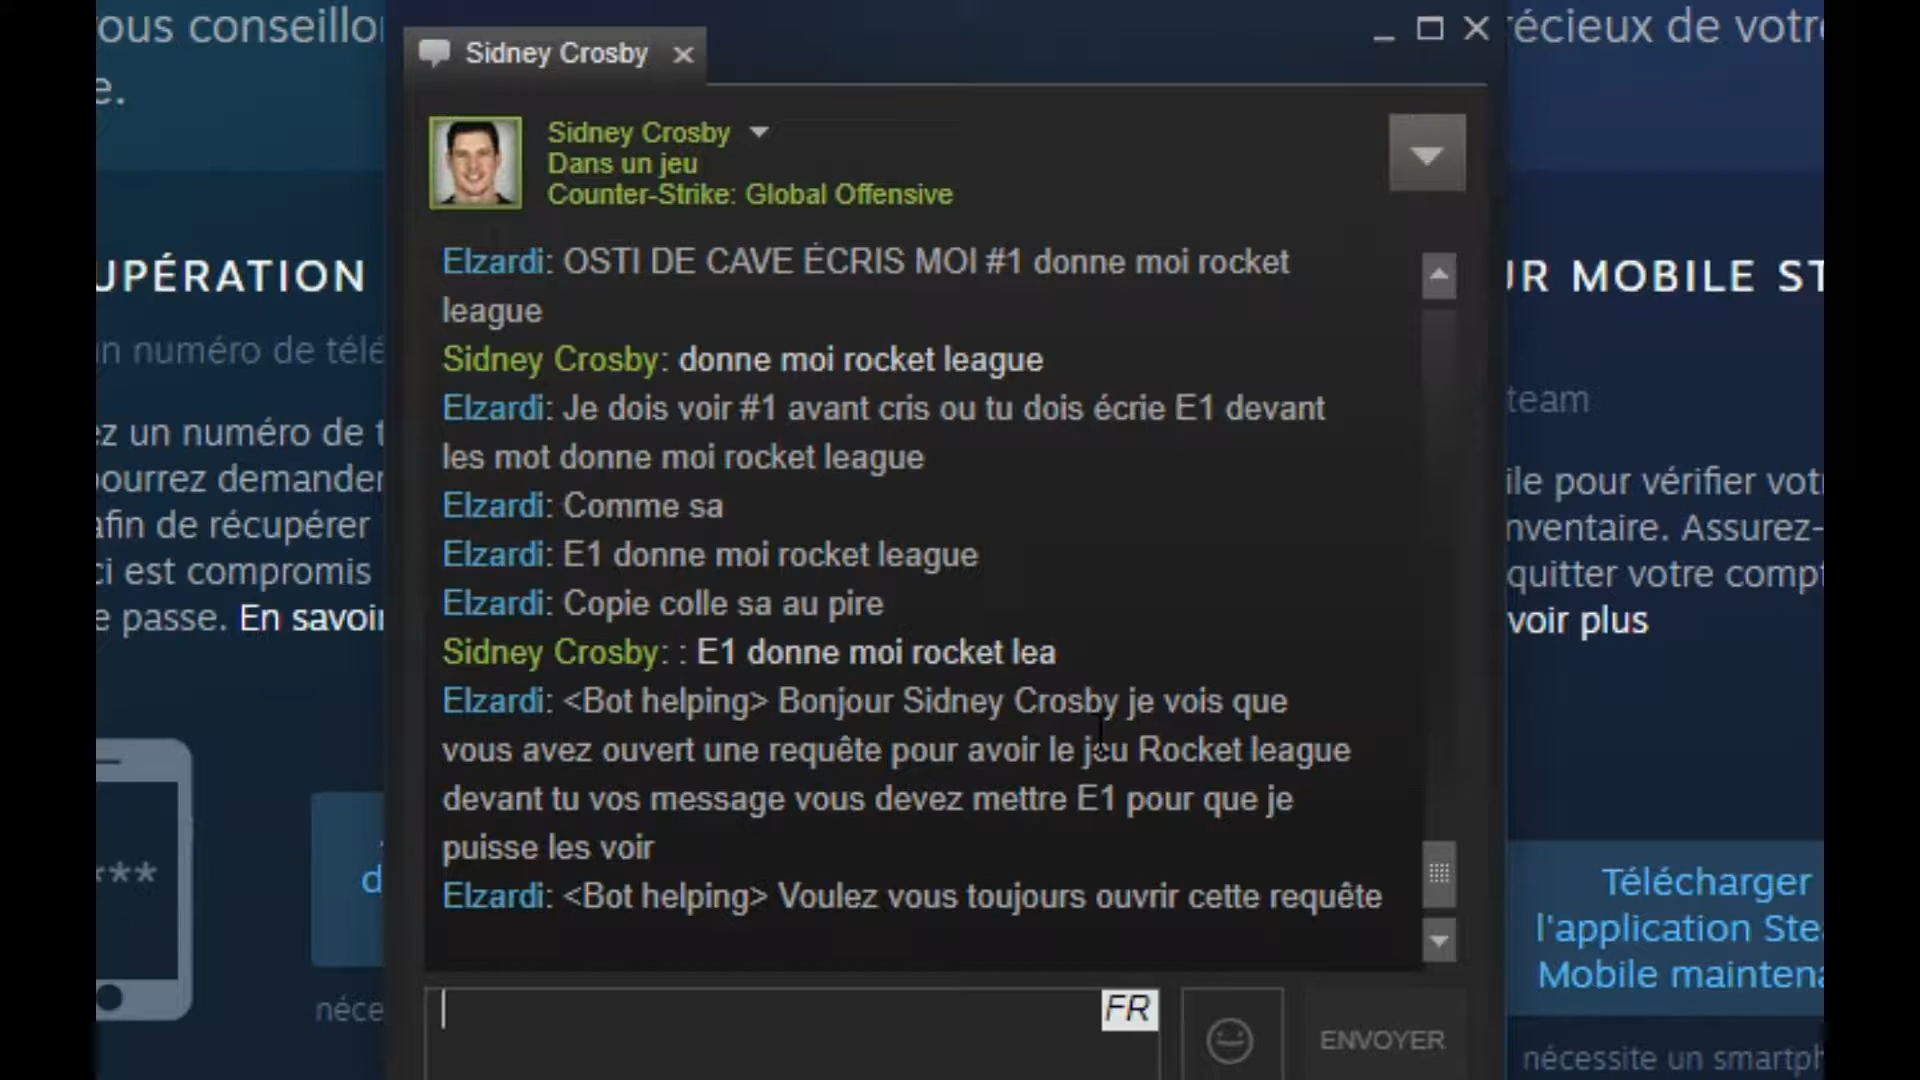 ous conseillo
écieux de votr
e.
Sidney Crosby
Sidney Crosby
Dans un jeu
Counter-Strike: Global Offensive
UPÉRATION
UR MOBILE ST
un numéro de télé
team
ez un numéro de t
pourrez demander
afin de récupérer
ci est compromis
e passe. En savoir
ile pour vérifier vot
nventaire. Assurez-
quitter votre compt
voir plus
Elzardi: OSTI DE CAVE ÉCRIS MOI #1 donne moi rocket
league
Sidney Crosby: donne moi rocket league
Elzardi: Je dois voir #1 avant cris ou tu dois écrie E1 devant
les mot donne moi rocket league
Elzardi: Comme sa
Elzardi: E1 donne moi rocket league
Elzardi: Copie colle sa au pire
Sidney Crosby: : E1 donne moi rocket lea
Elzardi: <Bot helping> Bonjour Sidney Crosby je vois que
vous avez ouvert une requête pour avoir le jeu Rocket league
devant tu vos message vous devez mettre E1 pour que je
puisse les voir
Elzardi: <Bot helping> Voulez vous toujours ouvrir cette requête
***
d
néce
FR
ENVOYER
Télécharger
l'application Ste
Mobile mainten
nécessite un smartph